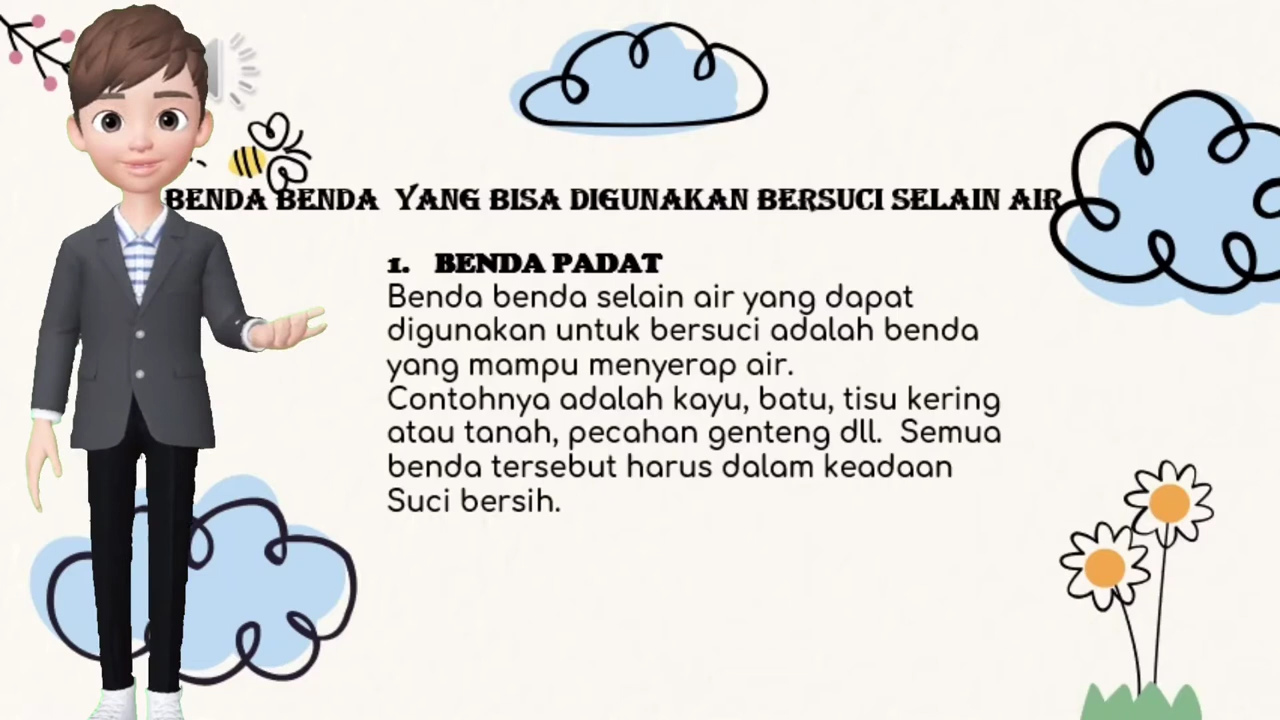 BENDA BENDA YANG BISA DIGUNAKAN BERSUCI SELAIN AIR
1. BENDA PADAT
Benda benda selain air yang dapat
digunakan untuk bersuci adalah benda
yang mampu menyerap air.
Contohnya adalah kayu, batu, tisu kering
atau tanah, pecahan genteng dll. Semua
benda tersebut harus dalam keadaan
Suci bersih.